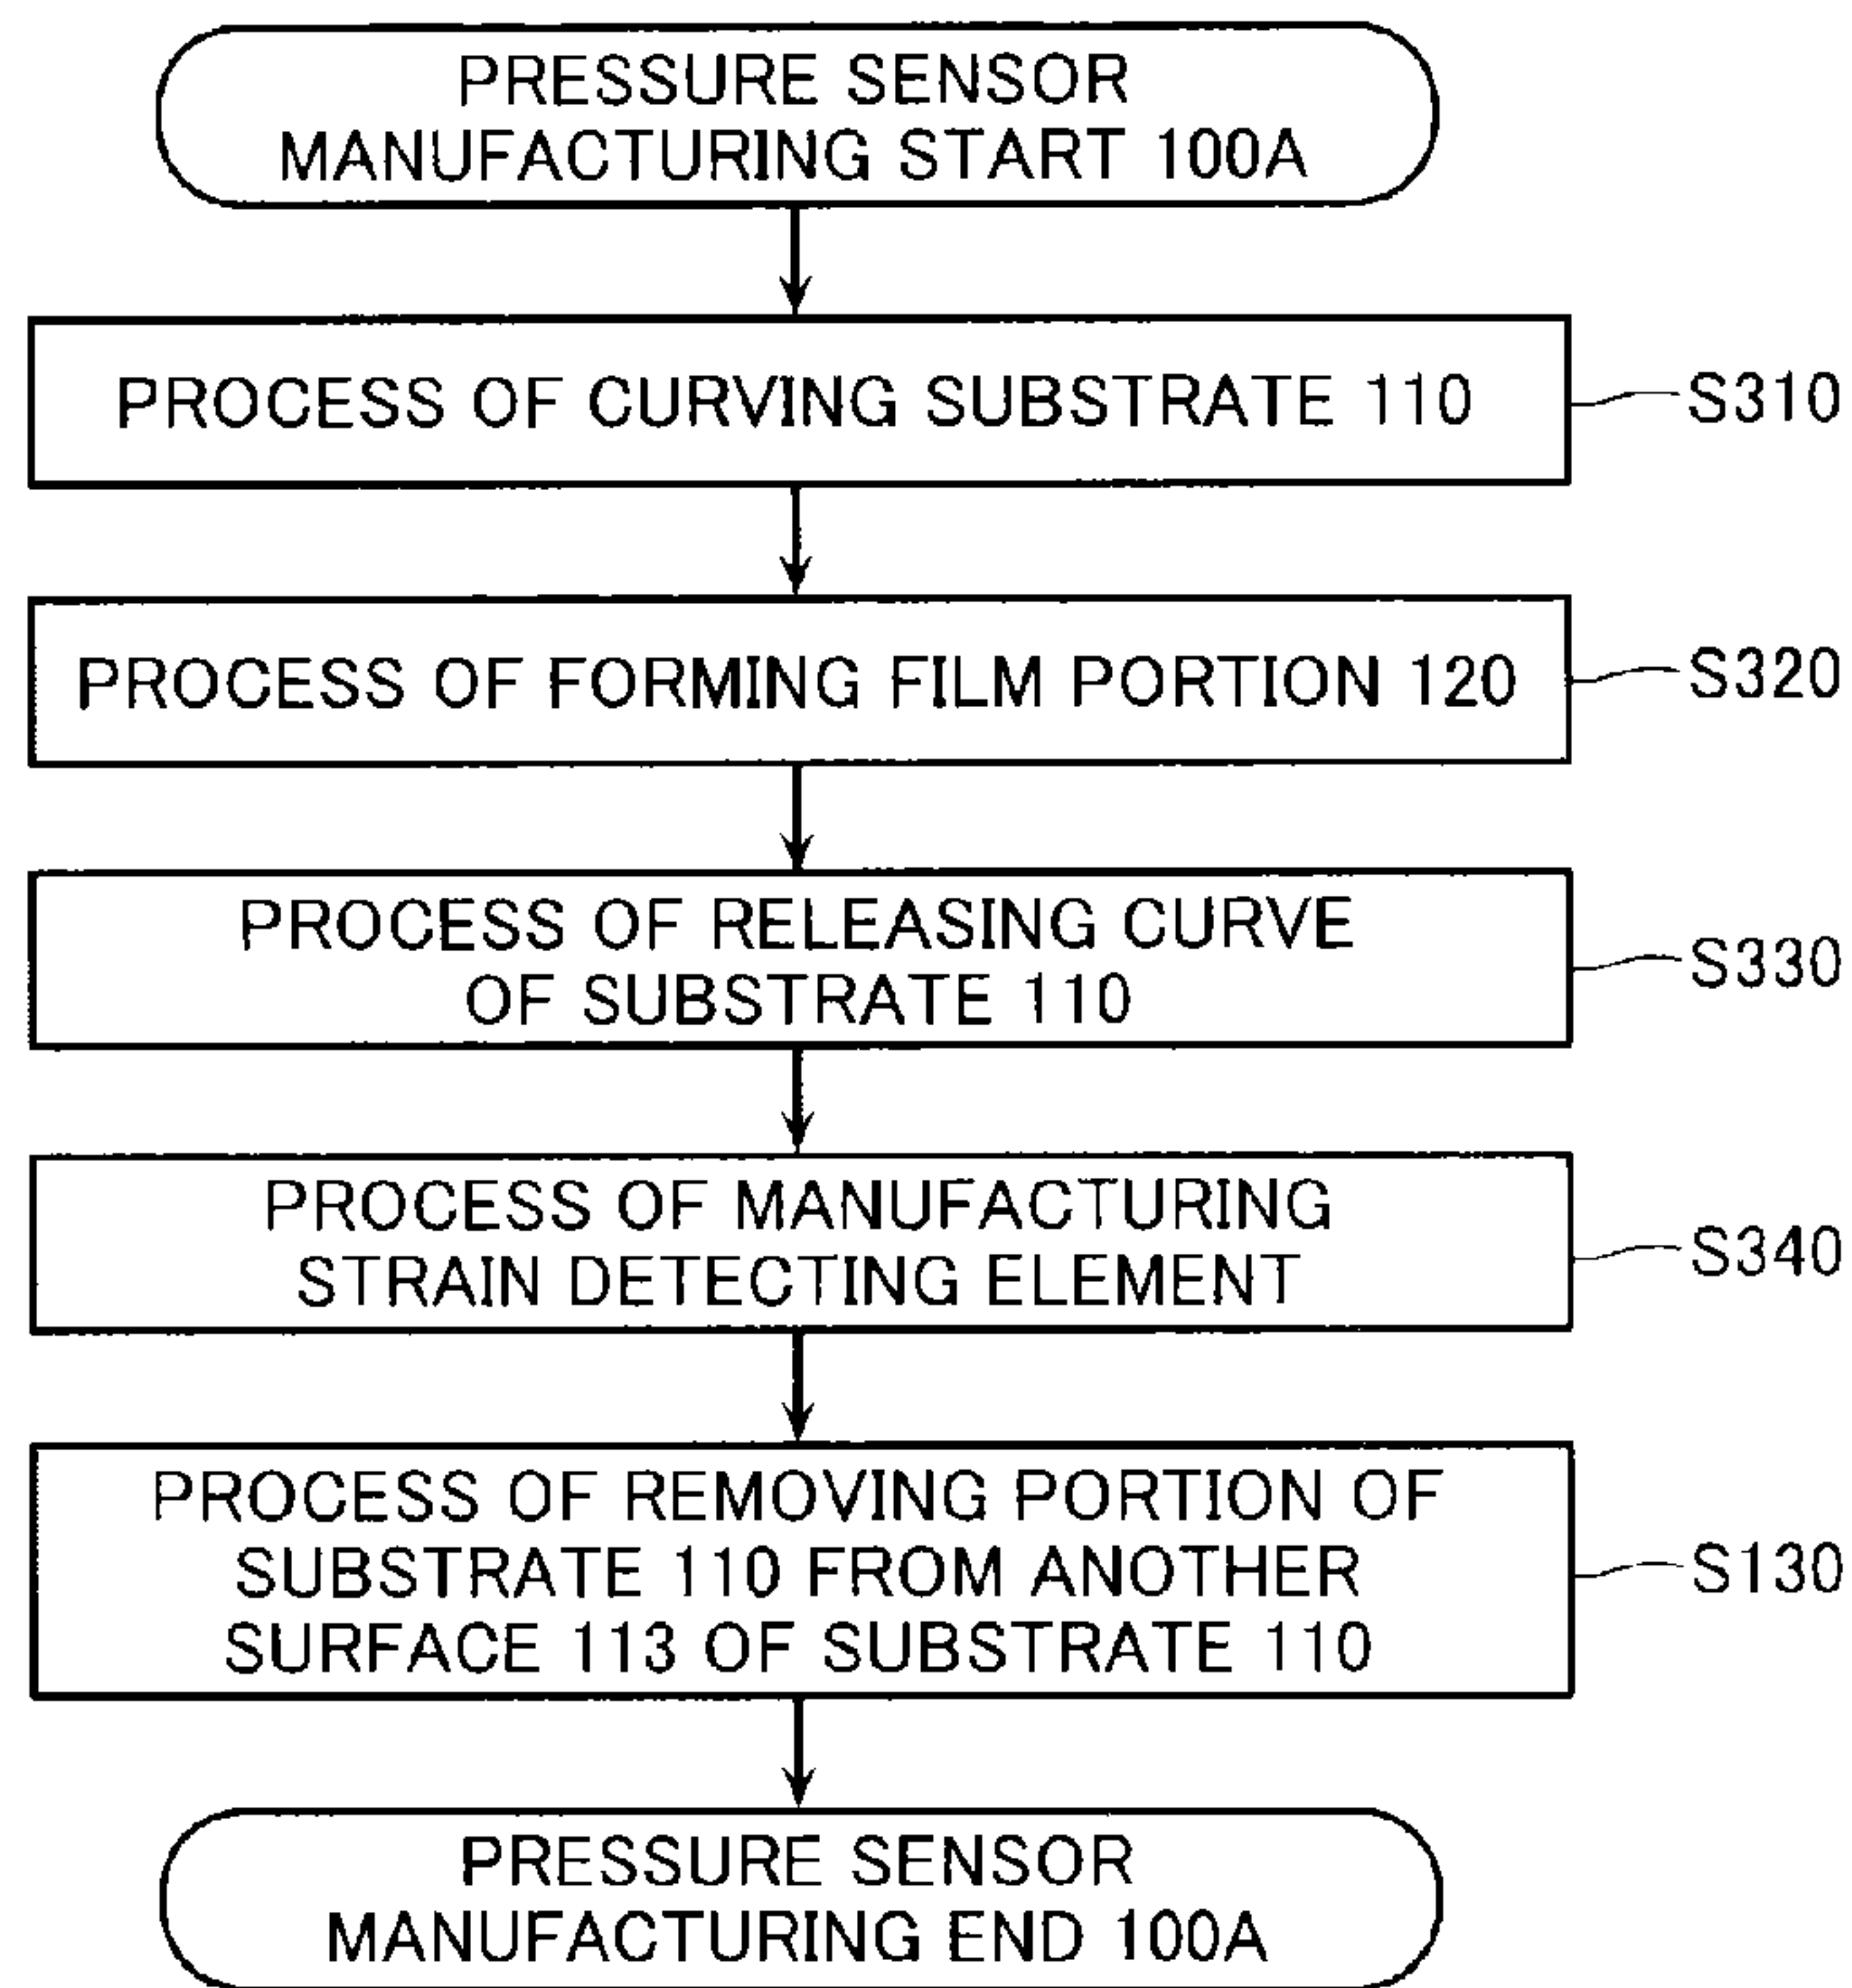 PRESSURE SENSOR
MANUFACTURING START 100A
PROCESS OF CURVING SUBSTRATE 110
S310
PROCESS OF FORMING FILM PORTION 120
S320
PROCESS OF RELEASING CURVE
OF SUBSTRATE 110
S330
PROCESS OF MANUFACTURING
STRAIN DETECTING ELEMENT
S340
PROCESS OF REMOVING PORTION OF
SUBSTRATE 110 FROM ANOTHER
SURFACE 113 OF SUBSTRATE 110
S130
PRESSURE SENSOR
MANUFACTURING END 100A